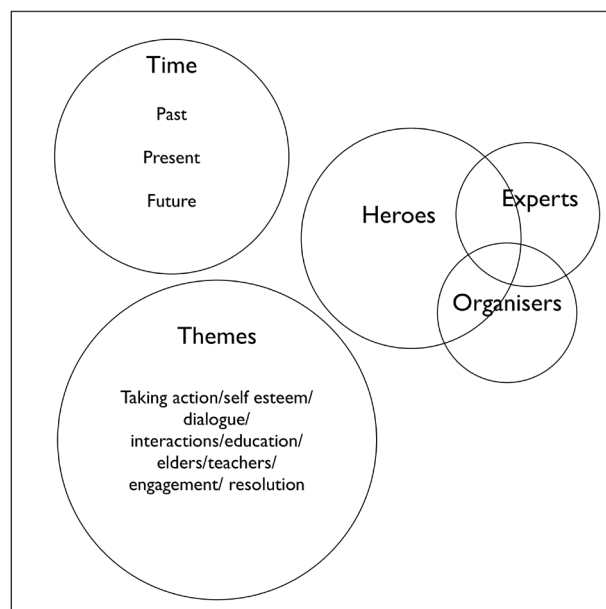 Time
Past
Present
Future
Heroes
Experts
Organisers
Themes
Taking action/self esteem/
dialogue/
interactions/education/
elders/teachers/
engagement/ resolution